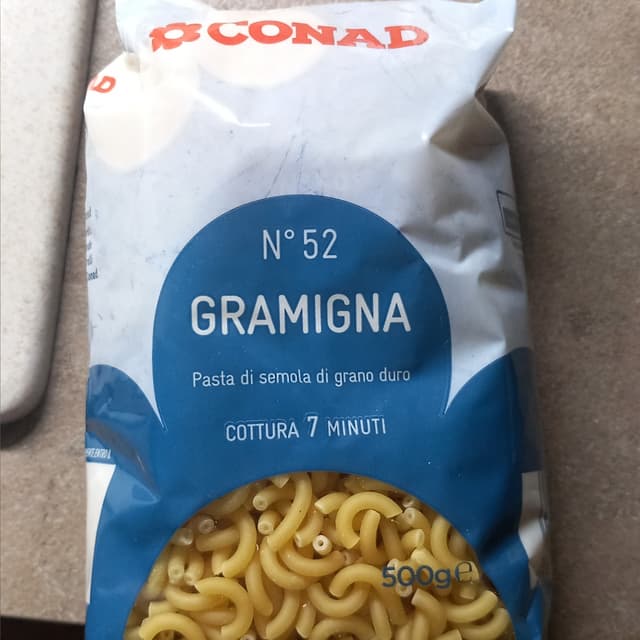 CONAD
D
N° 52
GRAMIGNA
Pasta di semola di grano duro
COTTURA 7 MINUTI
500g e